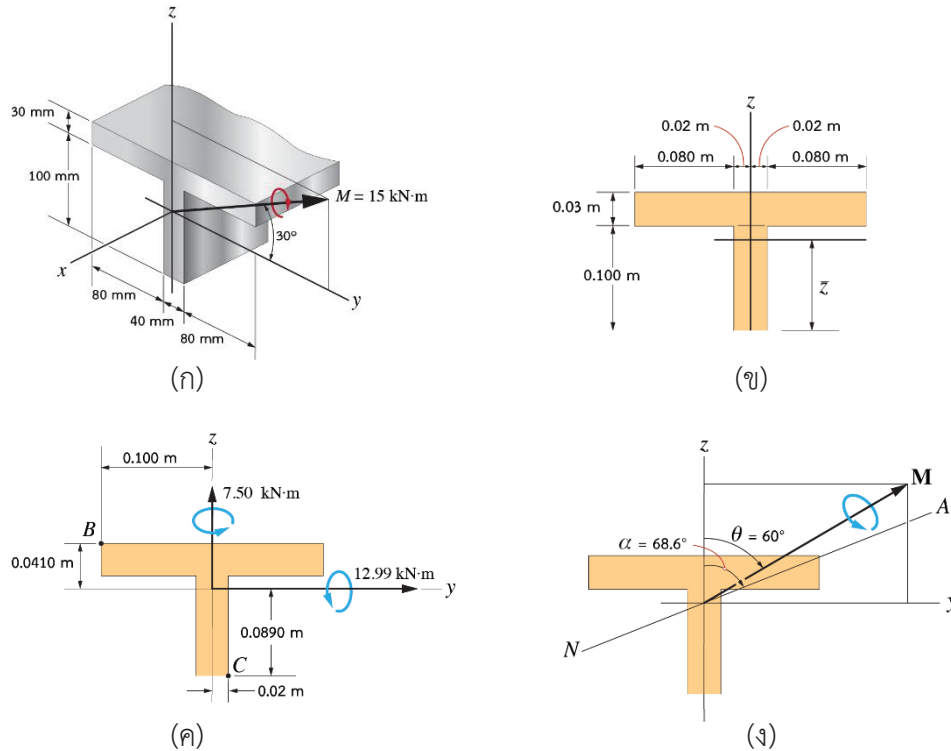 z
30 mm
100 mm
M = 15 kN·m
30°
x
y
80 mm
40 mm
80 mm
(ก)
z
0.02 m
0.02 m
0.080 m
0.080 m
0.03 m
0.100 m
z̄
(ข)
z
0.100 m
7.50 kN·m
B
0.0410 m
12.99 kN·m
y
0.0890 m
C
0.02 m
(ค)
z
M
A
θ = 60°
α = 68.6°
y
N
(ง)